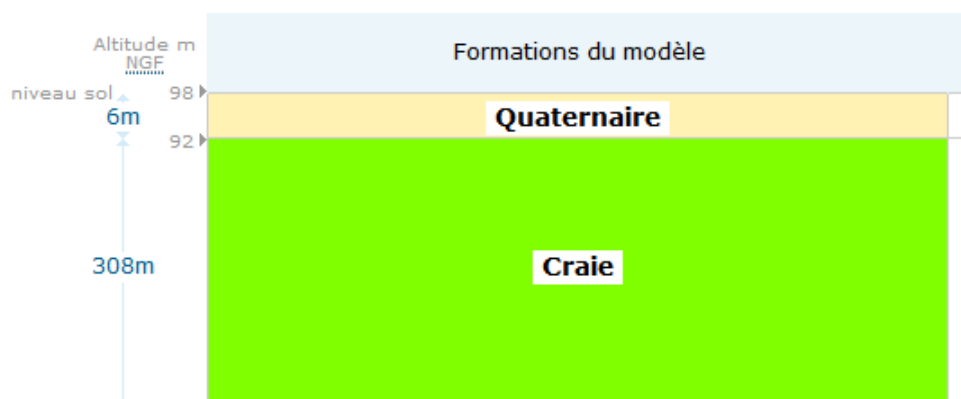 Altitude m
NGF
Formations du modèle
niveau sol
98
6m
Quaternaire
92
308m
Craie